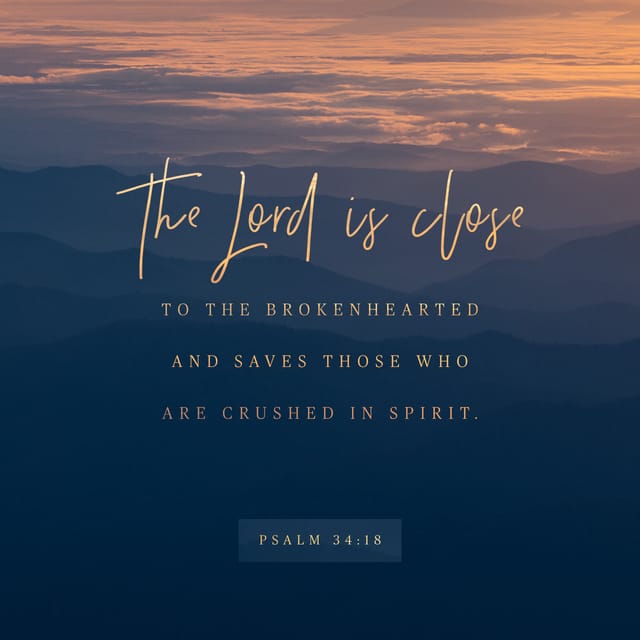 the Lord is close
TO THE BROKENHEARTED
AND SAVES THOSE WHO
ARE CRUSHED IN SPIRIT.
PSALM 34:18